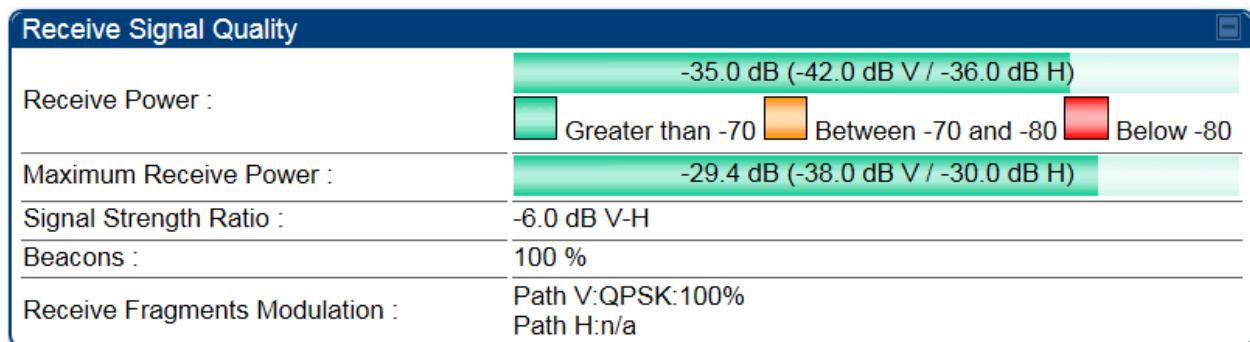 Receive Signal Quality
Receive Power :
-35.0 dB (-42.0 dB V / -36.0 dB H)
Greater than -70 Between -70 and -80 Below -80
Maximum Receive Power :
-29.4 dB (-38.0 dB V / -30.0 dB H)
Signal Strength Ratio :
-6.0 dB V-H
Beacons :
100 %
Receive Fragments Modulation :
Path V:QPSK:100%
Path H:n/a